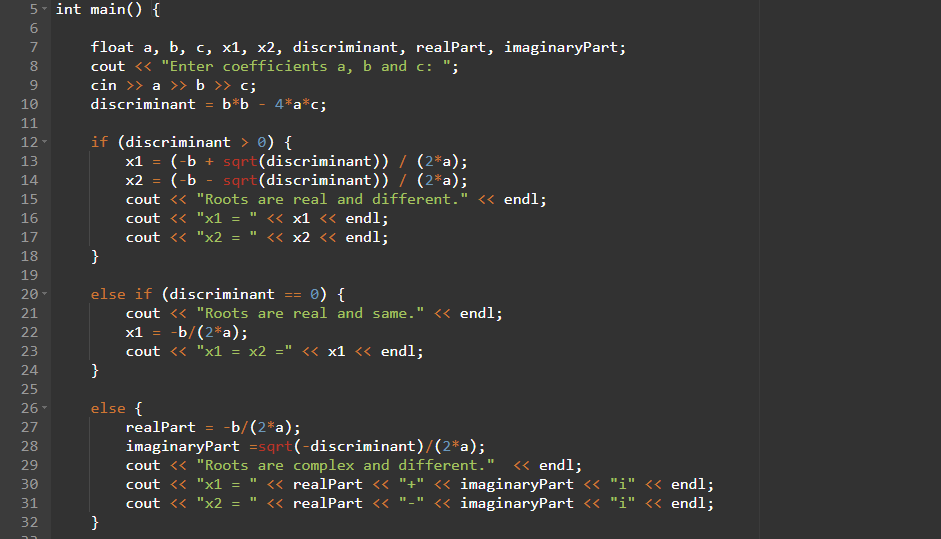 5 int main() {
6
7 float a, b, c, x1, x2, discriminant, realPart, imaginaryPart;
8 cout << "Enter coefficients a, b and c: ";
9 cin >> a >> b >> c;
10 discriminant = b*b - 4*a*c;
11
12 if (discriminant > 0) {
13 x1 = (-b + sqrt(discriminant)) / (2*a);
14 x2 = (-b - sqrt(discriminant)) / (2*a);
15 cout << "Roots are real and different." << endl;
16 cout << "x1 = " << x1 << endl;
17 cout << "x2 = " << x2 << endl;
18 }
19
20 else if (discriminant == 0) {
21 cout << "Roots are real and same." << endl;
22 x1 = -b/(2*a);
23 cout << "x1 = x2 =" << x1 << endl;
24 }
25
26 else {
27 realPart = -b/(2*a);
28 imaginaryPart =sqrt(-discriminant)/(2*a);
29 cout << "Roots are complex and different."  << endl;
30 cout << "x1 = " << realPart << "+" << imaginaryPart << "i" << endl;
31 cout << "x2 = " << realPart << "-" << imaginaryPart << "i" << endl;
32 }